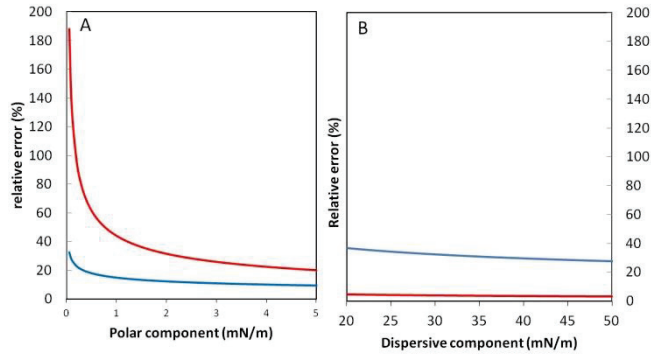 A
200
180
160
140
120
100
80
60
40
20
0
relative error (%)
0 1 2 3 4 5
Polar component (mN/m)
B
Relative error (%)
200
180
160
140
120
100
80
60
40
20
0
20 25 30 35 40 45 50
Dispersive component (mN/m)